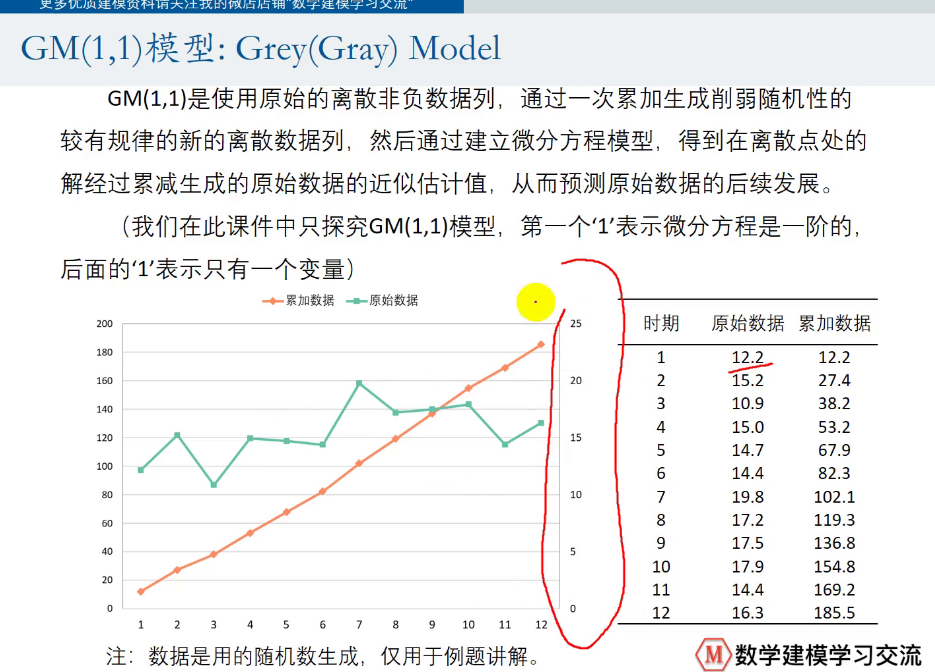 更多优质建模资料请关注我的微店店铺“数学建模学习交流”
GM(1,1)模型: Grey(Gray) Model
GM(1,1)是使用原始的离散非负数据列，通过一次累加生成削弱随机性的
较有规律的新的离散数据列，然后通过建立微分方程模型，得到在离散点处的
解经过累减生成的原始数据的近似估计值，从而预测原始数据的后续发展。
（我们在此课件中只探究GM(1,1)模型，第一个‘1’表示微分方程是一阶的，
后面的‘1’表示只有一个变量）
累加数据 原始数据
200 25
180
160 20
140
120 15
100
80 10
60
40 5
20
0 0
1 2 3 4 5 6 7 8 9 10 11 12
时期 原始数据 累加数据
1 12.2 12.2
2 15.2 27.4
3 10.9 38.2
4 15.0 53.2
5 14.7 67.9
6 14.4 82.3
7 19.8 102.1
8 17.2 119.3
9 17.5 136.8
10 17.9 154.8
11 14.4 169.2
12 16.3 185.5
注：数据是用的随机数生成，仅用于例题讲解。
M 数学建模学习交流